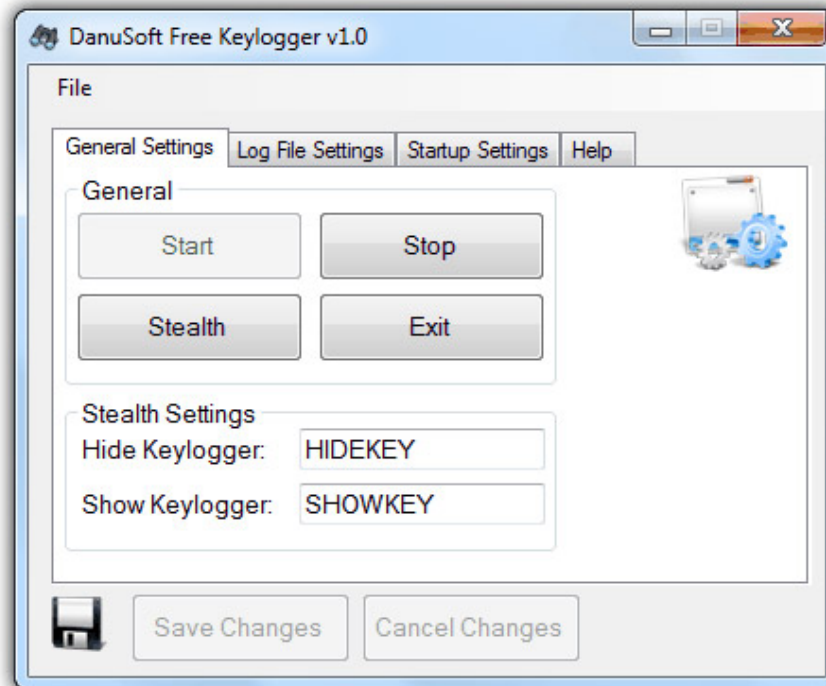 DanuSoft Free Keylogger v1.0
File
General Settings Log File Settings Startup Settings Help
General
Start Stop
Stealth Exit
Stealth Settings
Hide Keylogger: HIDEKEY
Show Keylogger: SHOWKEY
Save Changes Cancel Changes